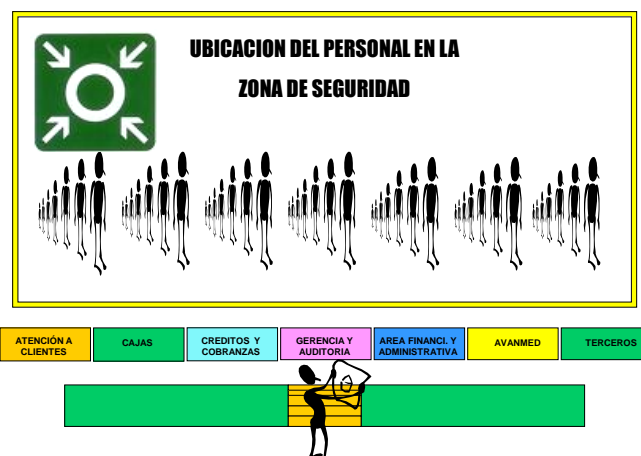 UBICACION DEL PERSONAL EN LA
ZONA DE SEGURIDAD
ATENCIÓN A
CLIENTES
CAJAS
CREDITOS Y
COBRANZAS
GERENCIA Y
AUDITORIA
AREA FINANCI. Y
ADMINISTRATIVA
AVANMED
TERCEROS